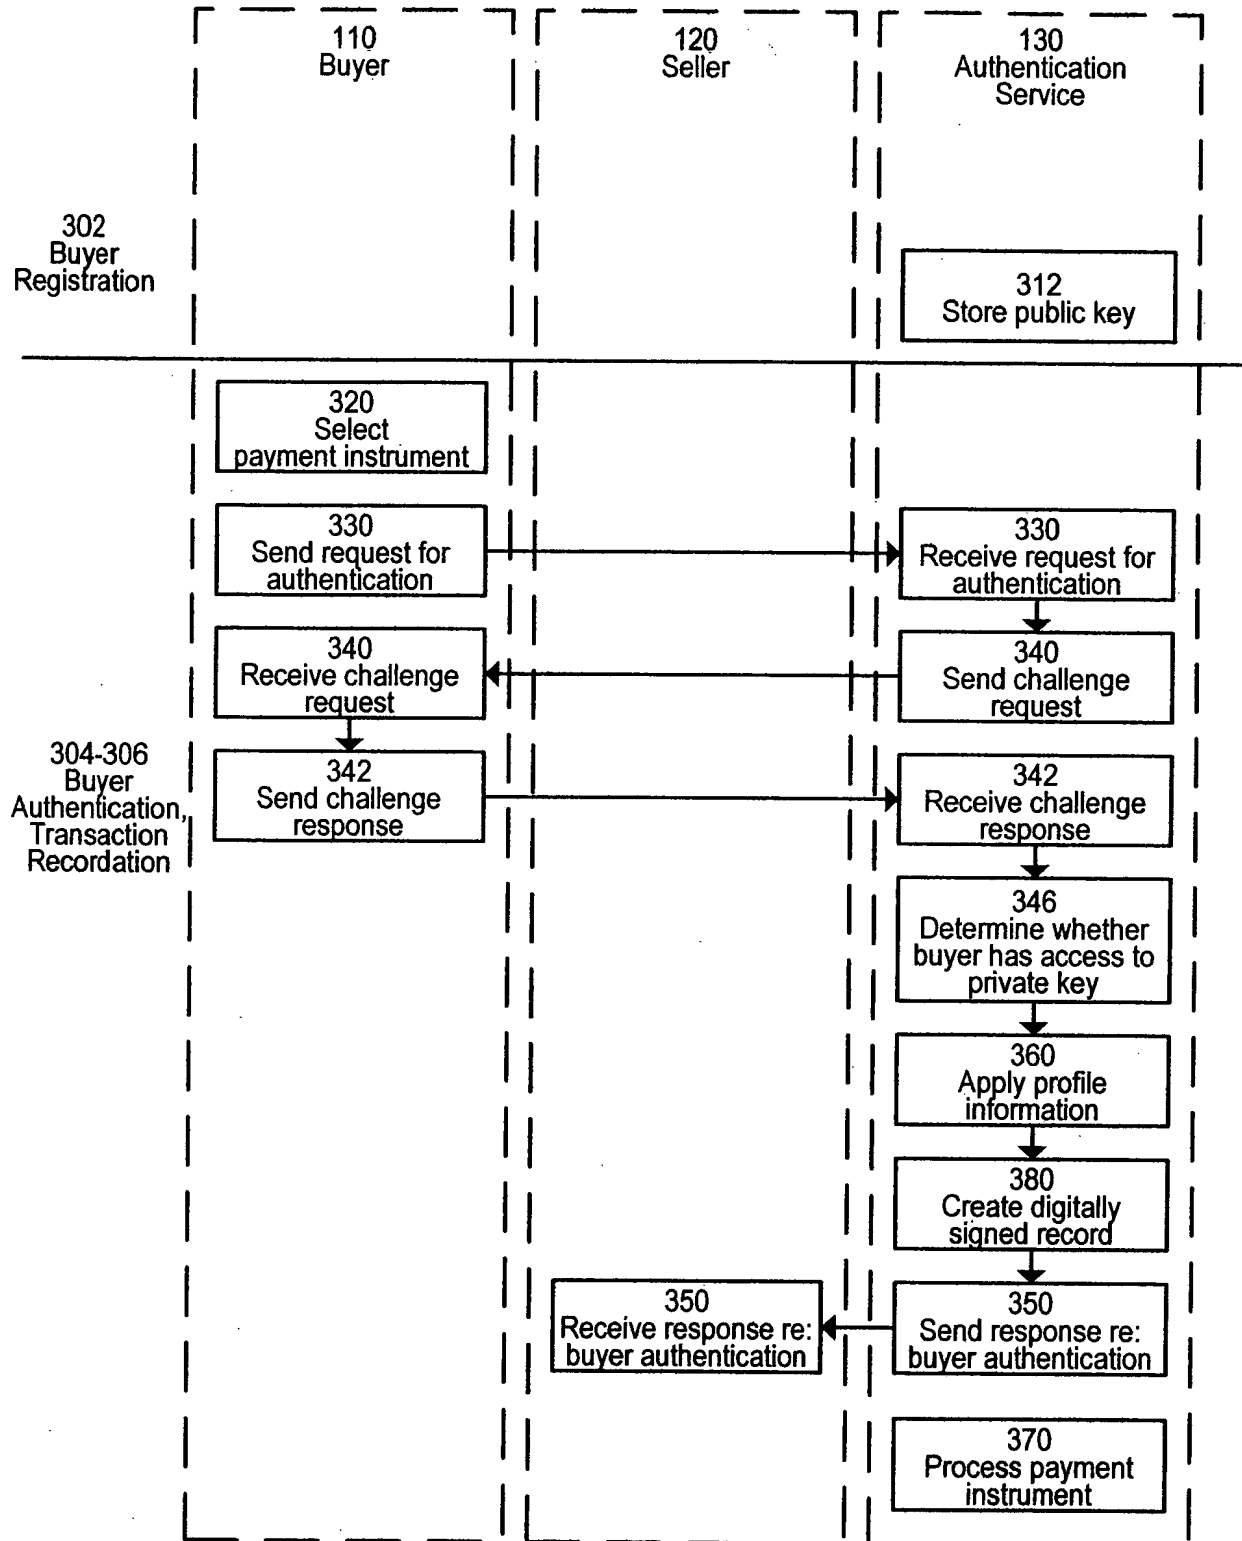 110
Buyer
120
Seller
130
Authentication
Service
302
Buyer
Registration
312
Store public key
320
Select
payment instrument
330
Send request for
authentication
330
Receive request for
authentication
340
Receive challenge
request
340
Send challenge
request
304-306
Buyer
Authentication,
Transaction
Recordation
342
Send challenge
response
342
Receive challenge
response
346
Determine whether
buyer has access to
private key
360
Apply profile
information
380
Create digitally
signed record
350
Receive response re:
buyer authentication
350
Send response re:
buyer authentication
370
Process payment
instrument